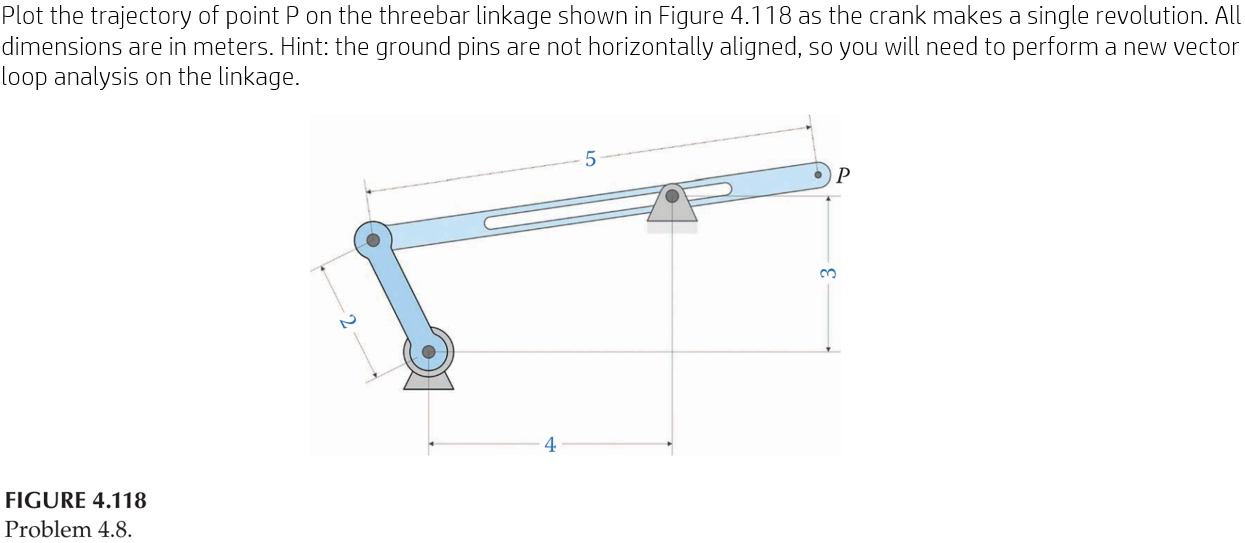 Plot the trajectory of point P on the threebar linkage shown in Figure 4.118 as the crank makes a single revolution. All
dimensions are in meters. Hint: the ground pins are not horizontally aligned, so you will need to perform a new vector
loop analysis on the linkage.
5
P
3
2
4
FIGURE 4.118
Problem 4.8.